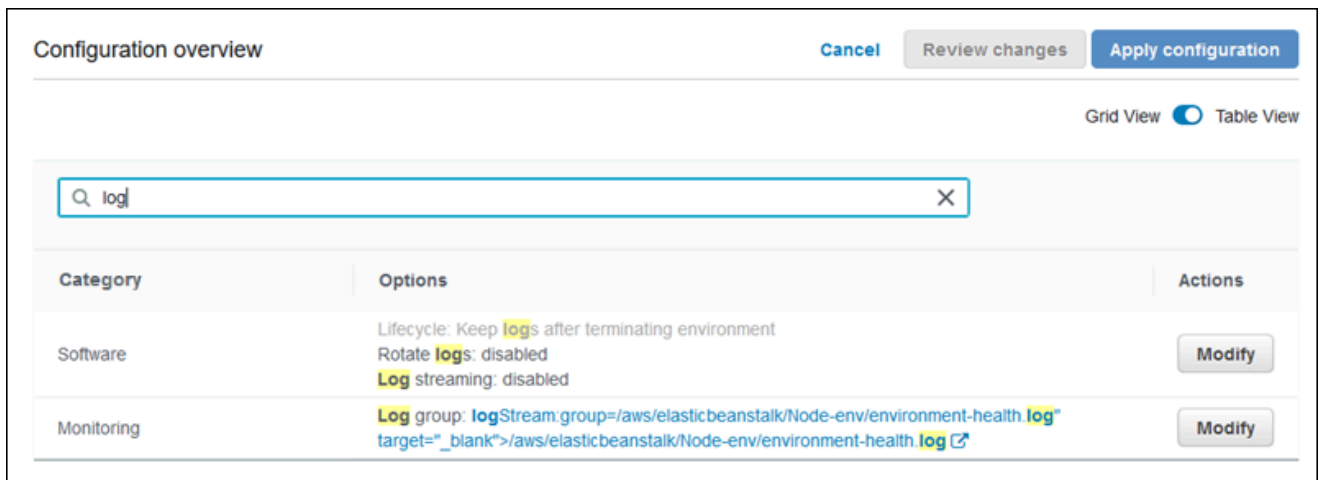 Configuration overview
Cancel
Review changes
Apply configuration
Grid View
Table View
log
Category
Options
Actions
Software
Lifecycle: Keep logs after terminating environment
Rotate logs: disabled
Log streaming: disabled
Modify
Monitoring
Log group: logStream:group=/aws/elasticbeanstalk/Node-env/environment-health.log"
target="_blank">/aws/elasticbeanstalk/Node-env/environment-health.log
Modify